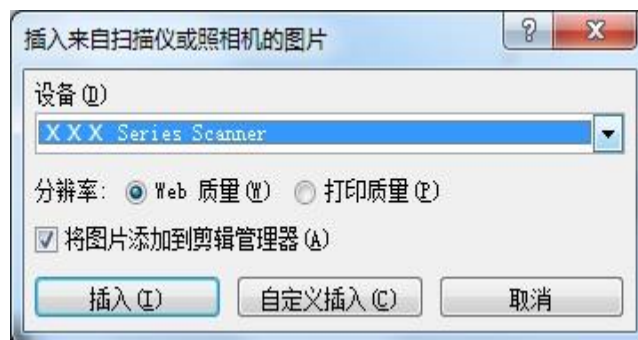 插入来自扫描仪或照相机的图片
设备(D)
XXX Series Scanner
分辨率: Web 质量(W) 打印质量(P)
将图片添加到剪辑管理器(A)
插入(I) 自定义插入(C) 取消